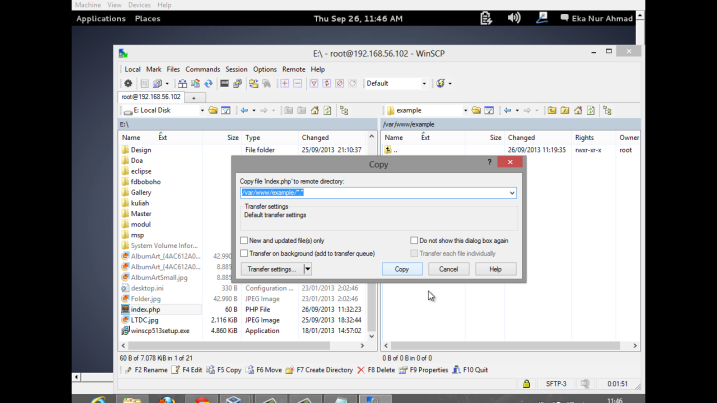 Machine View Devices Help
Applications Places Thu Sep 26, 11:46 AM Eka Nur Ahmad
E:\ - root@192.168.56.102 - WinSCP
Local Mark Files Commands Session Options Remote Help
Default
root@192.168.56.102
E: Local Disk example
E:\ /var/www/example
Name Ext Size Type Changed Name Ext Size Changed Rights Owner
Design File folder 25/09/2013 21:10:37 .. 26/09/2013 11:19:35 rwxr-xr-x root
Doa
eclipse
fdboboho
Gallery
kuliah
Master
modul
msp
System Volume Infor...
AlbumArt_{4AC612A0... 42.990
AlbumArt_{4AC612A0... 8.885
AlbumArtSmall.jpg 8.885
desktop.ini 330 B Configuration ... 23/01/2013 2:02:46
Folder.jpg 42.990 B JPEG Image 23/01/2013 2:02:46
index.php 60 B PHP File 26/09/2013 11:32:23
LTDC.jpg 2.116 KiB JPEG Image 25/09/2013 18:32:44
winscp513setup.exe 4.860 KiB Application 18/01/2013 14:57:02
Copy
?
Copy file 'index.php' to remote directory:
/var/www/example/*.*
Transfer settings
Default transfer settings
New and updated file(s) only Do not show this dialog box again
Transfer on background (add to transfer queue) Transfer each file individually
Transfer settings... Copy Cancel Help
60 B of 7.078 KiB in 1 of 21 0 B of 0 B in 0 of 0
F2 Rename F4 Edit F5 Copy F6 Move F7 Create Directory F8 Delete F9 Properties F10 Quit
SFTP-3 0:01:51
11:46